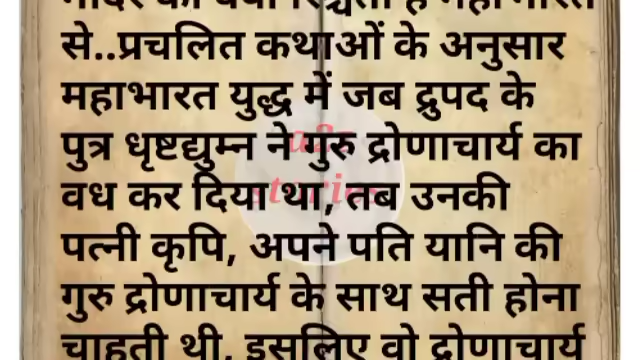 से..प्रचलित कथाओं के अनुसार
महाभारत युद्ध में जब द्रुपद के
पुत्र धृष्टद्युम्न ने गुरु द्रोणाचार्य का
वध कर दिया था, तब उनकी
पत्नी कृपि, अपने पति यानि की
गुरु द्रोणाचार्य के साथ सती होना
चाहती थी, इसलिए वो द्रोणाचार्य